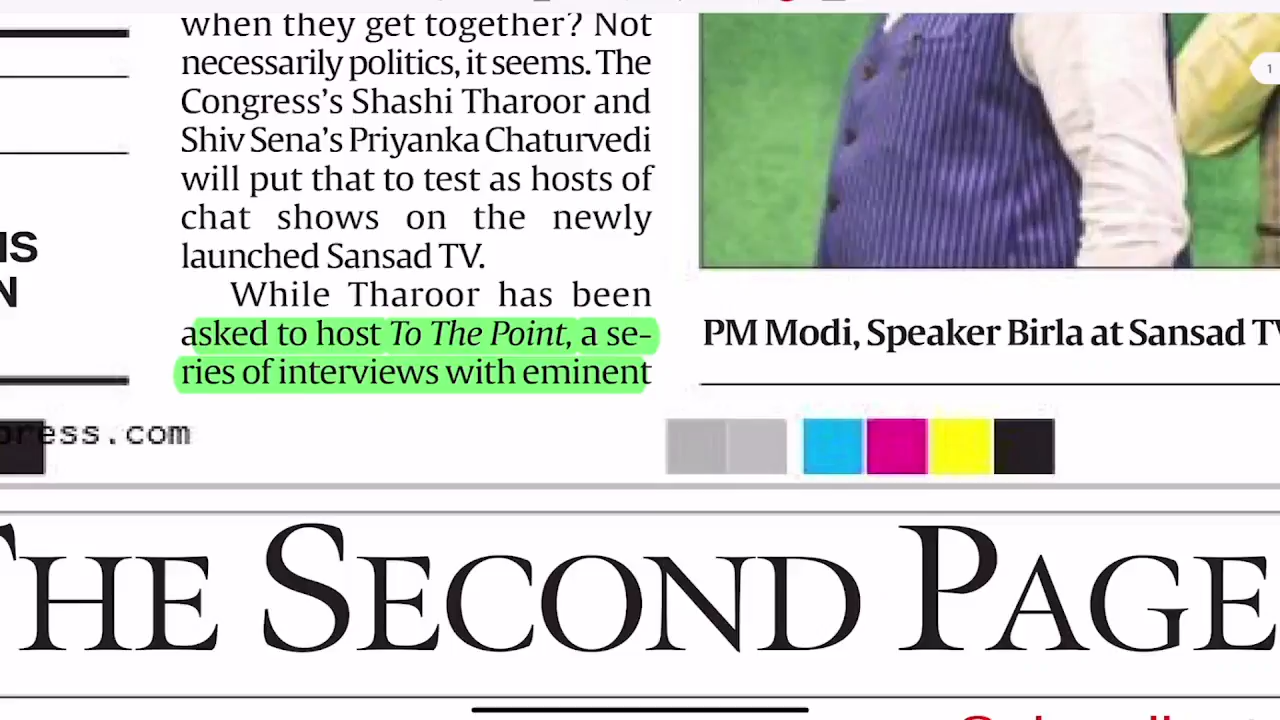 when they get together? Not
necessarily politics, it seems. The
Congress's Shashi Tharoor and
Shiv Sena's Priyanka Chaturvedi
will put that to test as hosts of
chat shows on the newly
launched Sansad TV.
While Tharoor has been
asked to host To The Point, a se-
ries of interviews with eminent
PM Modi, Speaker Birla at Sansad TV
1
ress.com
THE SECOND PAGE